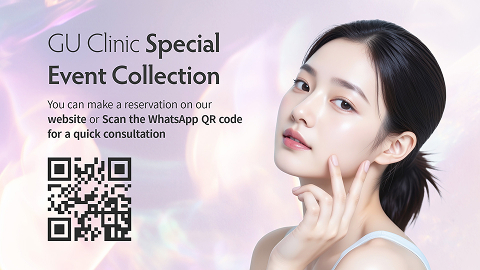 GU Clinic Special
Event Collection
You can make a reservation on our
website or Scan the WhatsApp QR code
for a quick consultation